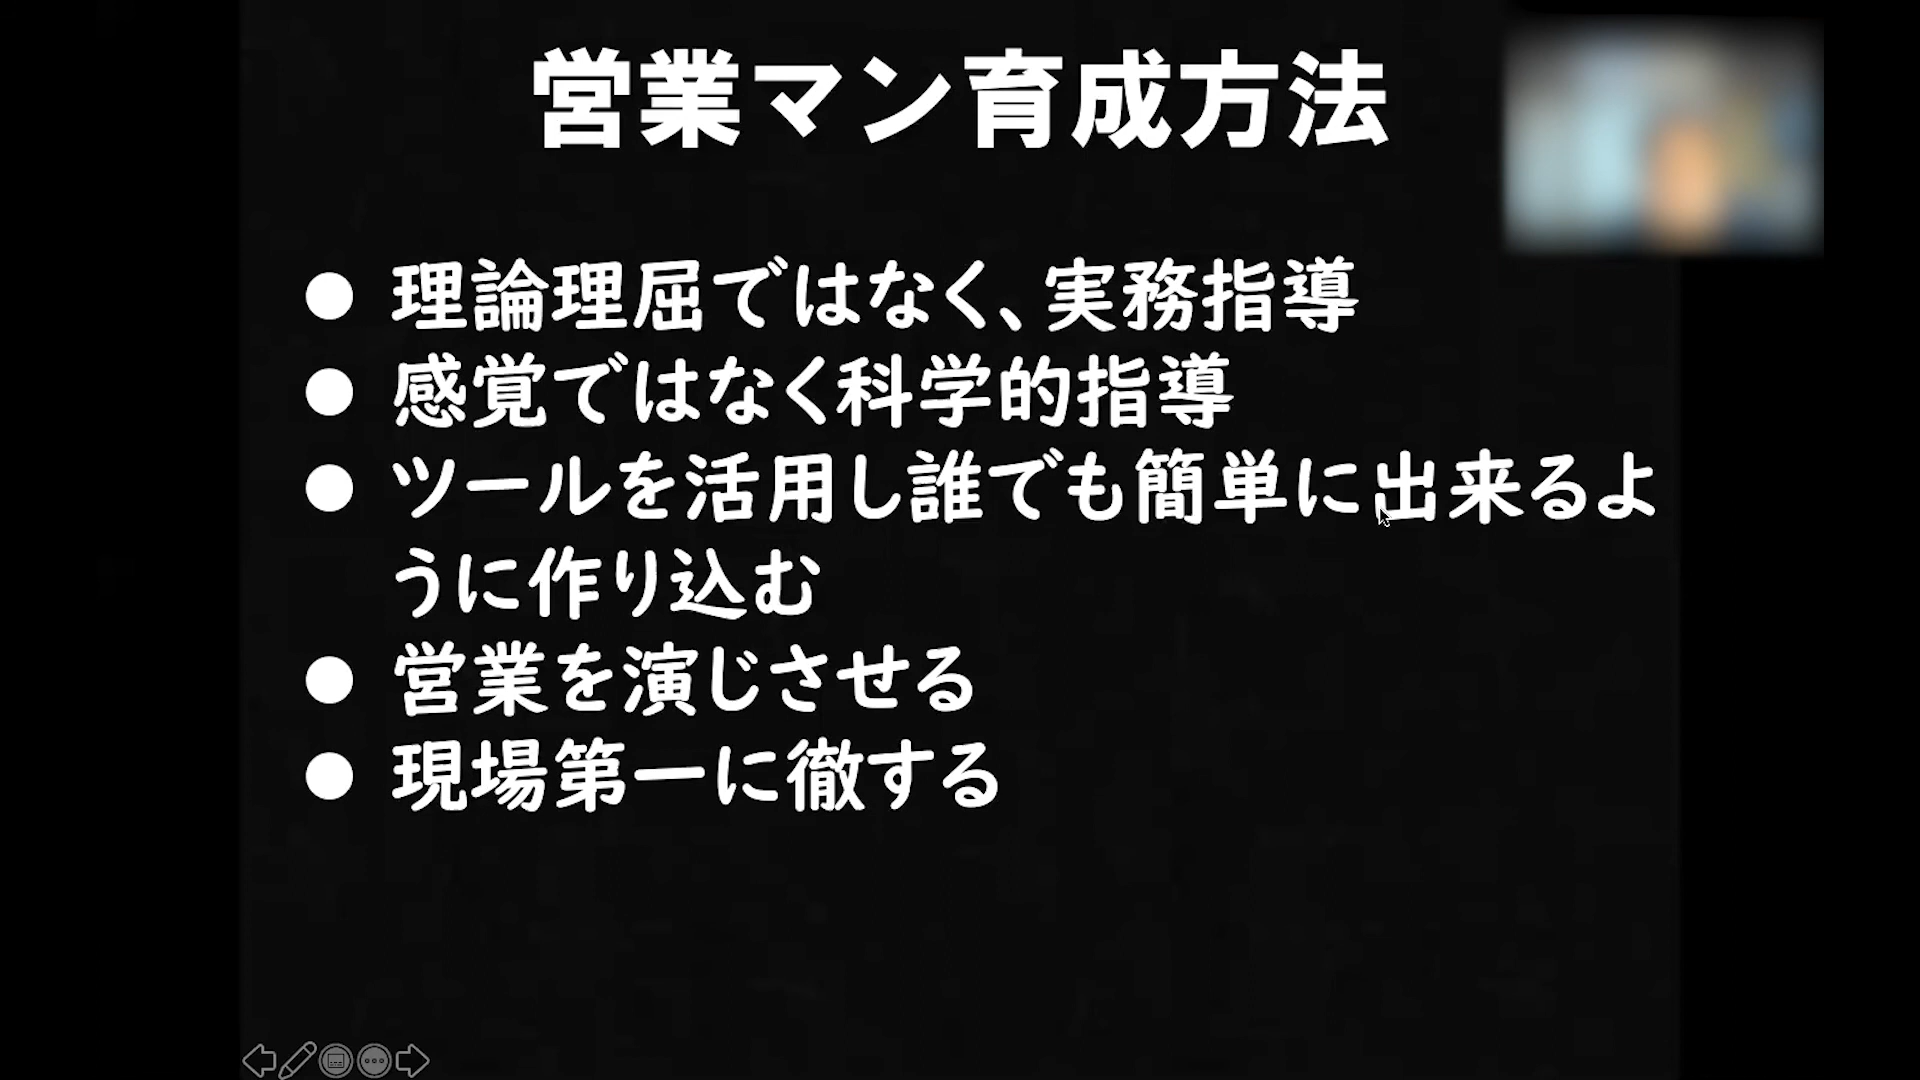 営業マン育成方法
● 理論理屈ではなく、実務指導
● 感覚ではなく科学的指導
● ツールを活用し誰でも簡単に出来るよ
うに作り込む
● 営業を演じさせる
● 現場第一に徹する